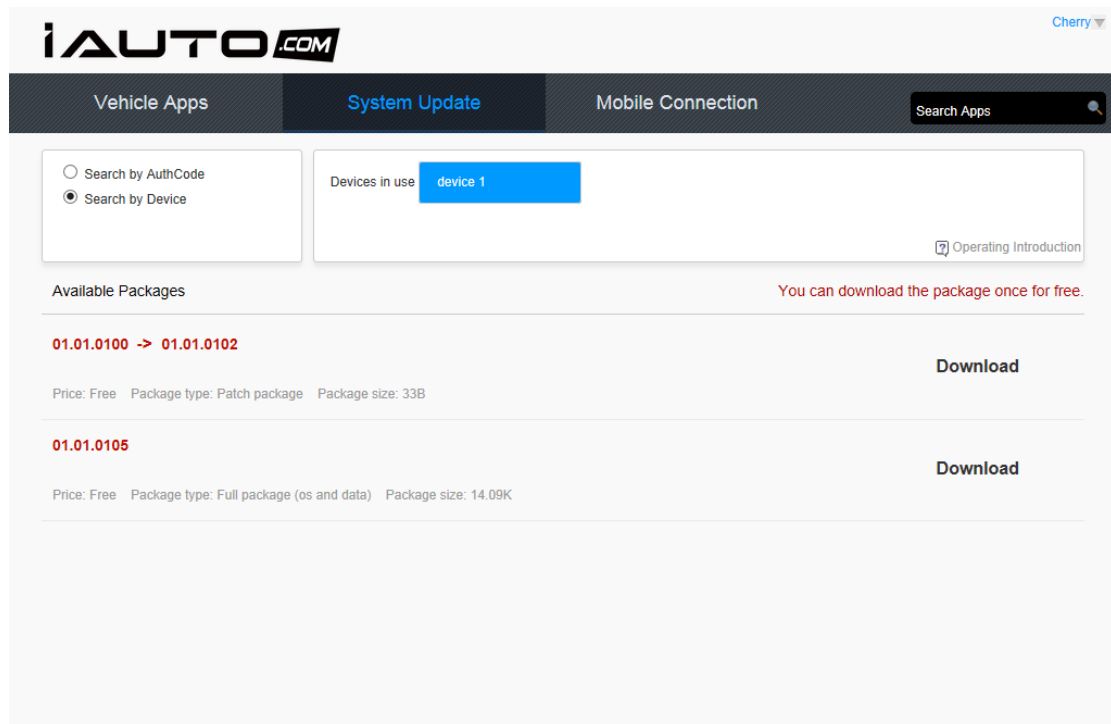 Cherry
iAUTO.COM
Vehicle Apps System Update Mobile Connection Search Apps
Search by AuthCode
Search by Device
Devices in use device 1
Operating Introduction
Available Packages You can download the package once for free.
01.01.0100 -> 01.01.0102
Download
Price: Free Package type: Patch package Package size: 33B
01.01.0105
Download
Price: Free Package type: Full package (os and data) Package size: 14.09K